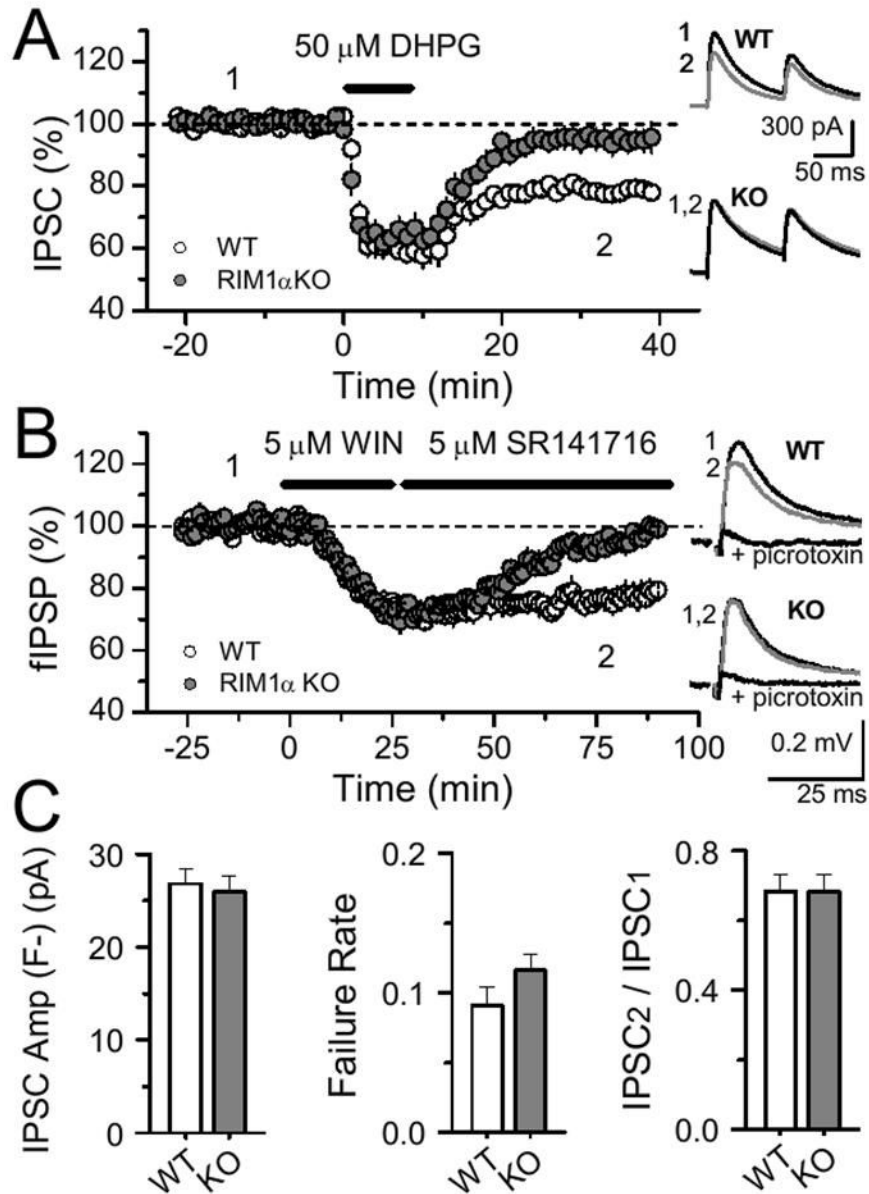 A
50 μM DHPG
1
IPSC (%)
120
100
80
60
40
WT
RIM1αKO
2
-20
0
20
40
Time (min)
1
2
WT
300 pA
50 ms
1,2
KO
B
5 μM WIN
5 μM SR141716
1
fIPSP (%)
120
100
80
60
40
WT
RIM1α KO
2
-25
0
25
50
75
100
Time (min)
1
2
WT
+ picrotoxin
1,2
KO
+ picrotoxin
0.2 mV
25 ms
C
IPSC Amp (F-) (pA)
30
20
10
0
WT
KO
Failure Rate
0.2
0.1
0.0
WT
KO
IPSC2 / IPSC1
0.8
0.4
0.0
WT
KO